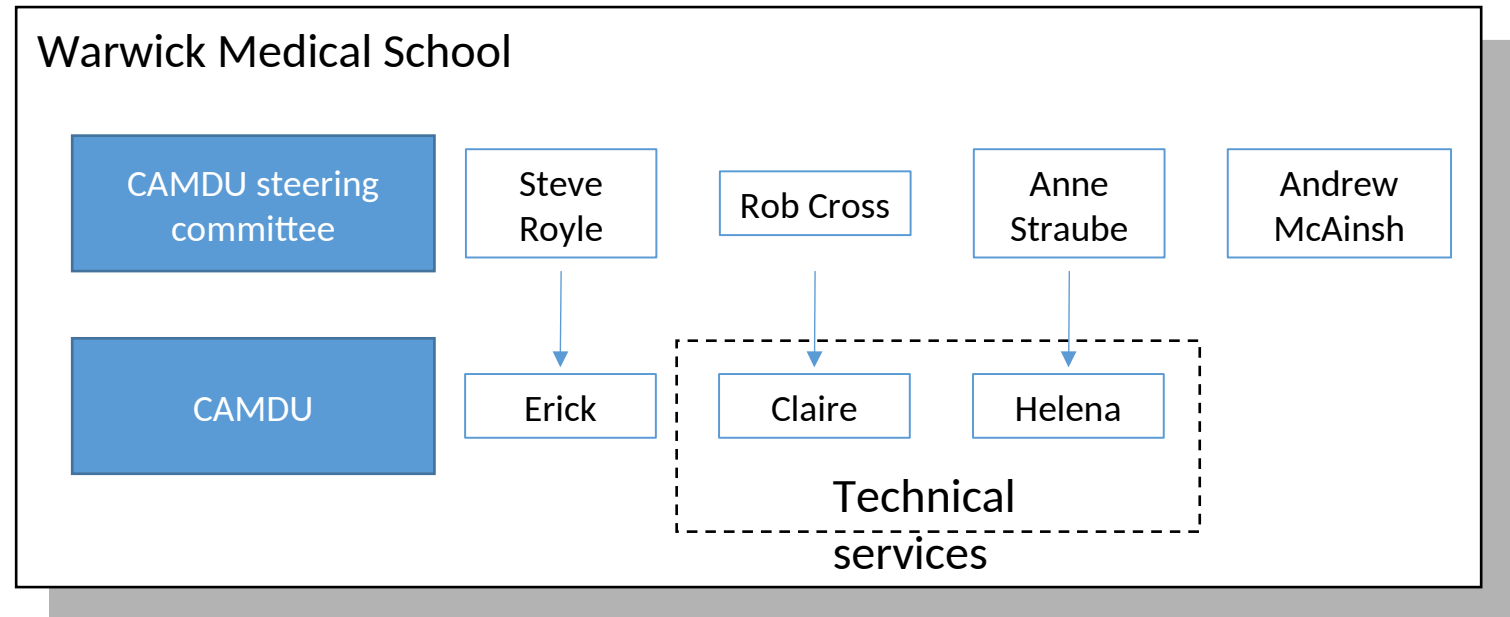 Warwick Medical School
CAMDU steering
committee
Steve
Royle
Rob Cross
Anne
Straube
Andrew
McAinsh
CAMDU
Erick
Claire
Helena
Technical
services